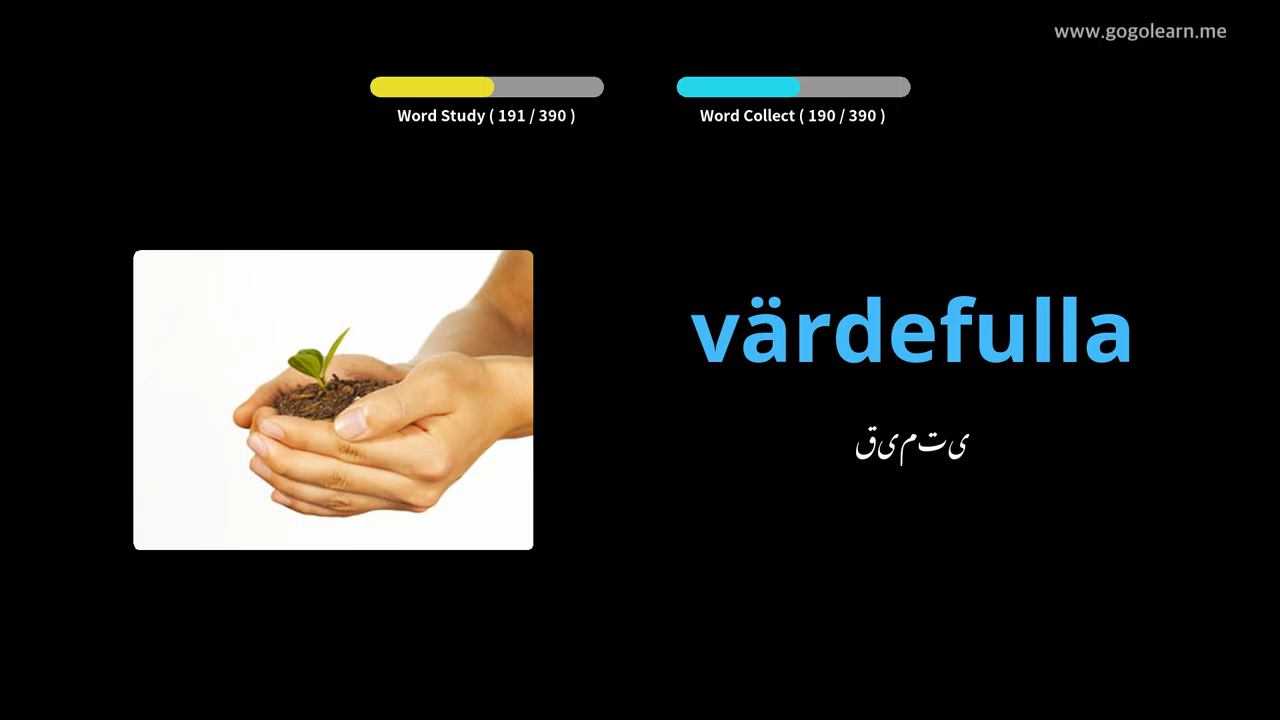 www.gogolearn.me
Word Study ( 191 / 390 )
Word Collect ( 190 / 390 )
värdefulla
قیمتی